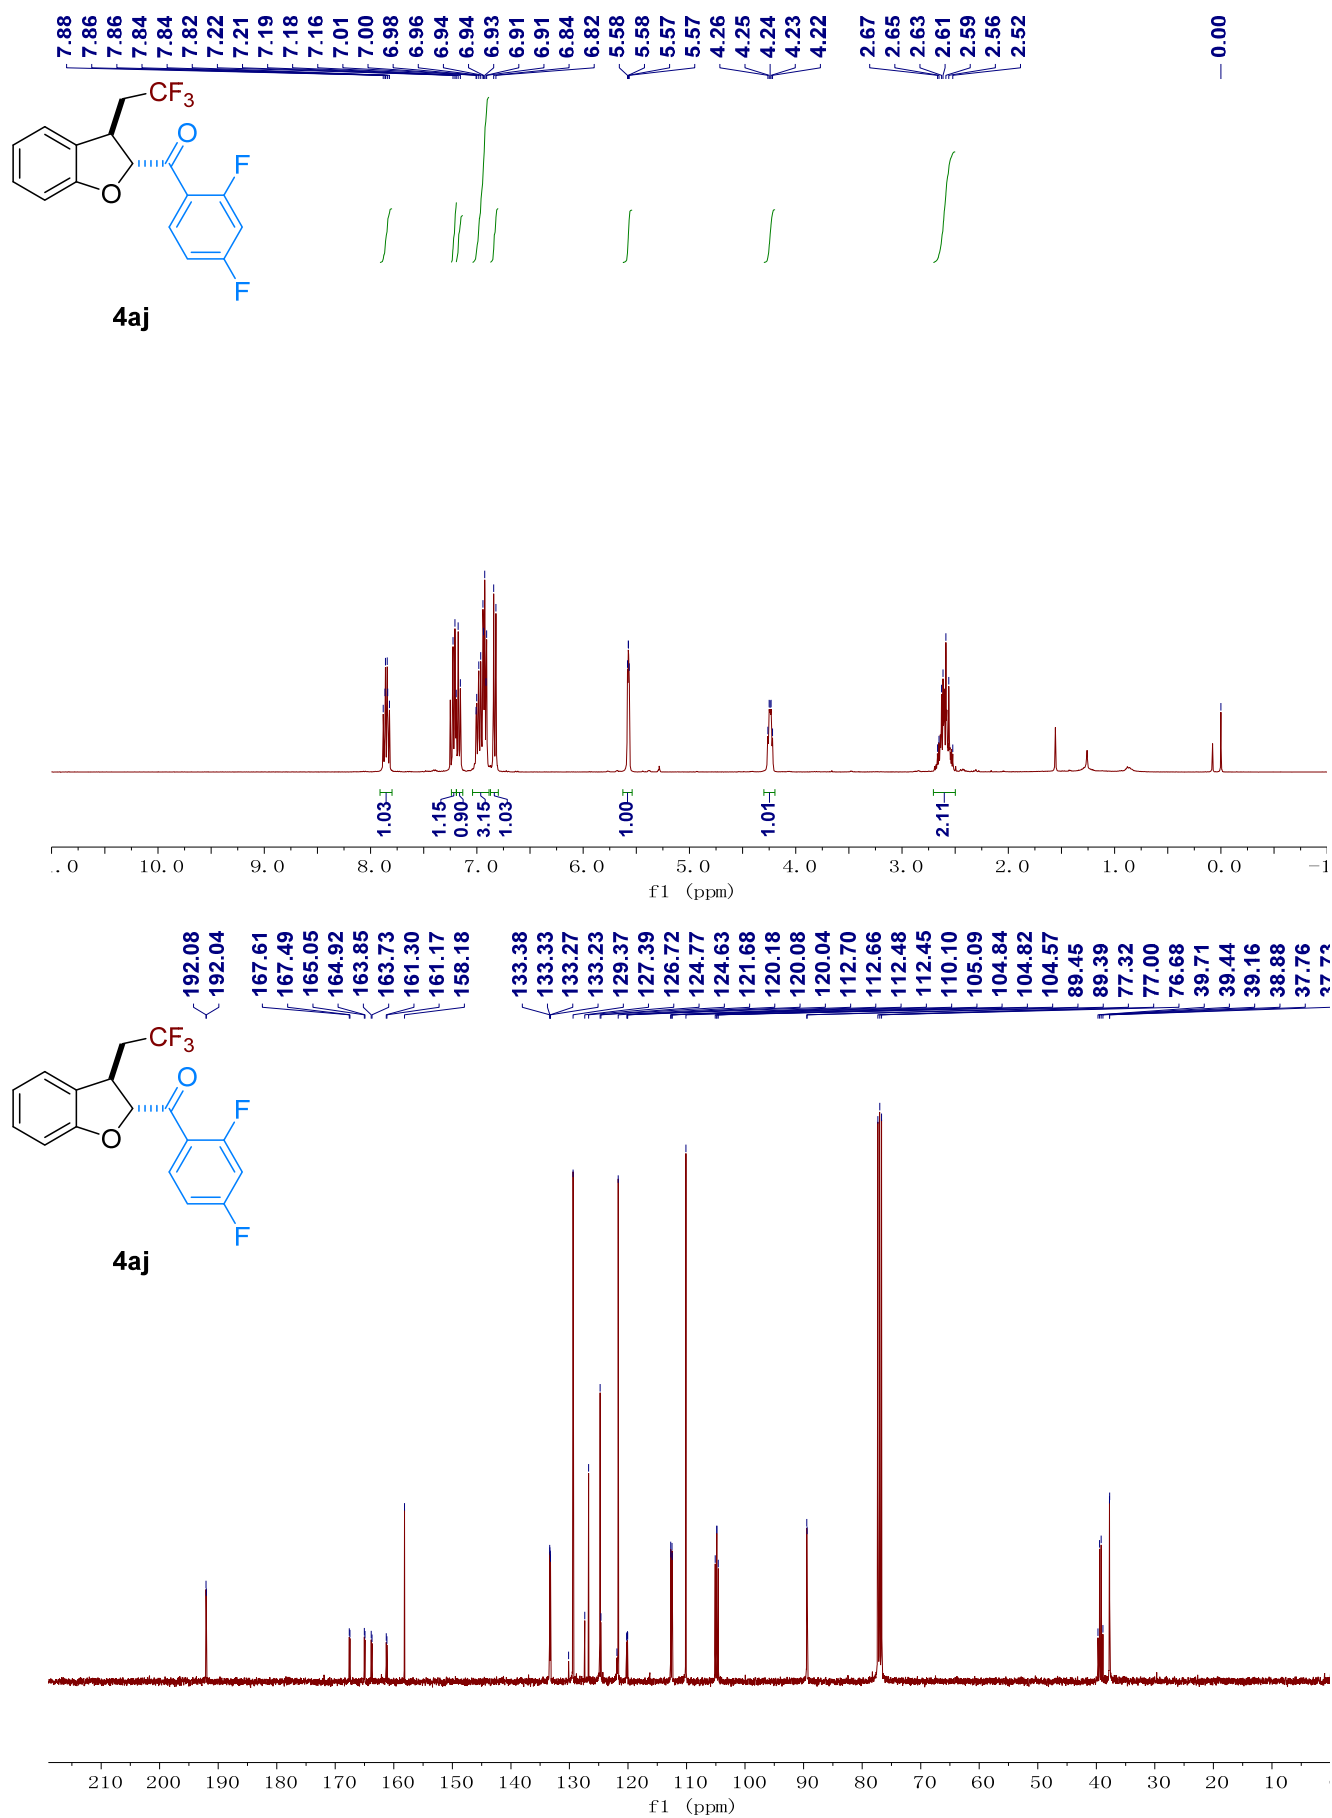 7.88 7.86 7.86 7.84 7.84 7.82 7.22 7.21 7.19 7.18 7.16 7.01 7.00 6.98 6.96 6.94 6.94 6.93 6.91 6.91 6.84 6.82 5.58 5.58 5.57 5.57 4.26 4.25 4.24 4.23 4.22 2.67 2.65 2.63 2.61 2.59 2.56 2.52 0.00
CF3
O
F
O
F
4aj
1.03 1.15 0.90 3.15 1.03 1.00 1.01 2.11
.0 10.0 9.0 8.0 7.0 6.0 5.0 4.0 3.0 2.0 1.0 0.0 -1
f1 (ppm)
192.08 192.04 167.61 167.49 165.05 164.92 163.85 163.73 161.30 161.17 158.18 133.38 133.33 133.27 133.23 129.37 127.39 126.72 124.77 124.63 121.68 120.18 120.08 120.04 112.70 112.66 112.48 112.45 110.10 105.09 104.84 104.82 104.57 89.45 89.39 77.32 77.00 76.68 39.71 39.44 39.16 38.88 37.76 37.73
CF3
O
F
O
F
4aj
210 200 190 180 170 160 150 140 130 120 110 100 90 80 70 60 50 40 30 20 10
f1 (ppm)